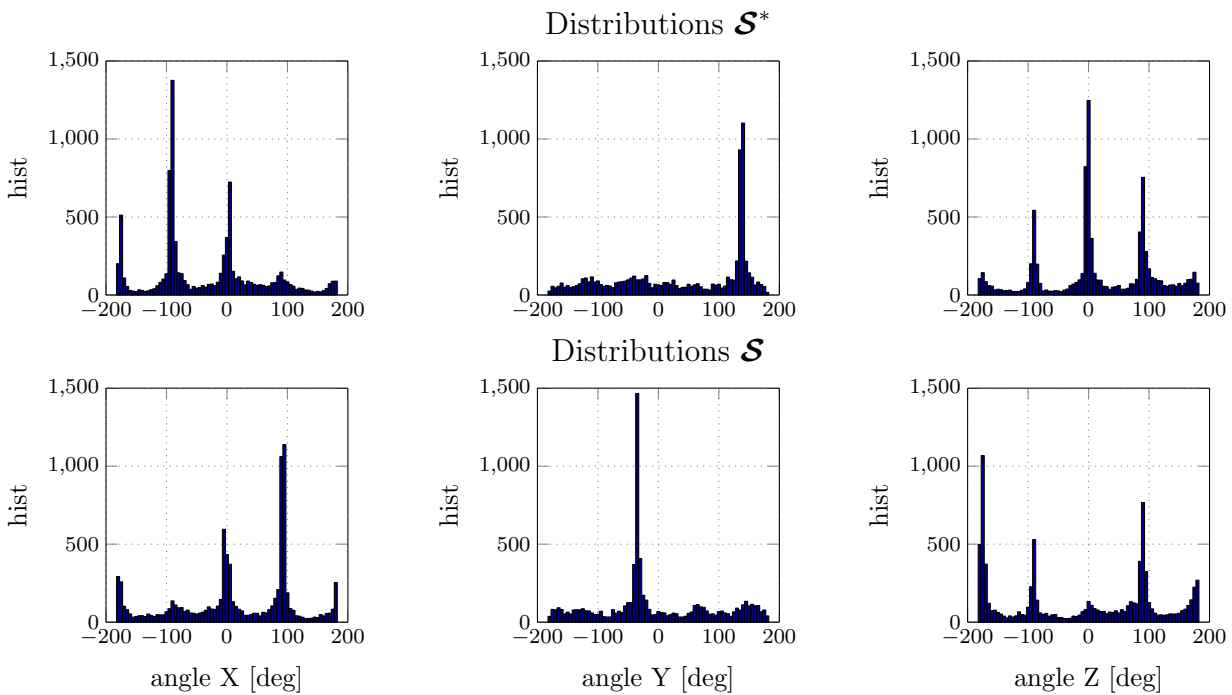 Distributions 𝓢*
1,500 1,500 1,500
1,000 1,000 1,000
hist hist hist
500 500 500
0 0 0
−200 −100 0 100 200 −200 −100 0 100 200 −200 −100 0 100 200
Distributions 𝓢
1,500 1,500 1,500
1,000 1,000 1,000
hist hist hist
500 500 500
0 0 0
−200 −100 0 100 200 −200 −100 0 100 200 −200 −100 0 100 200
angle X [deg] angle Y [deg] angle Z [deg]